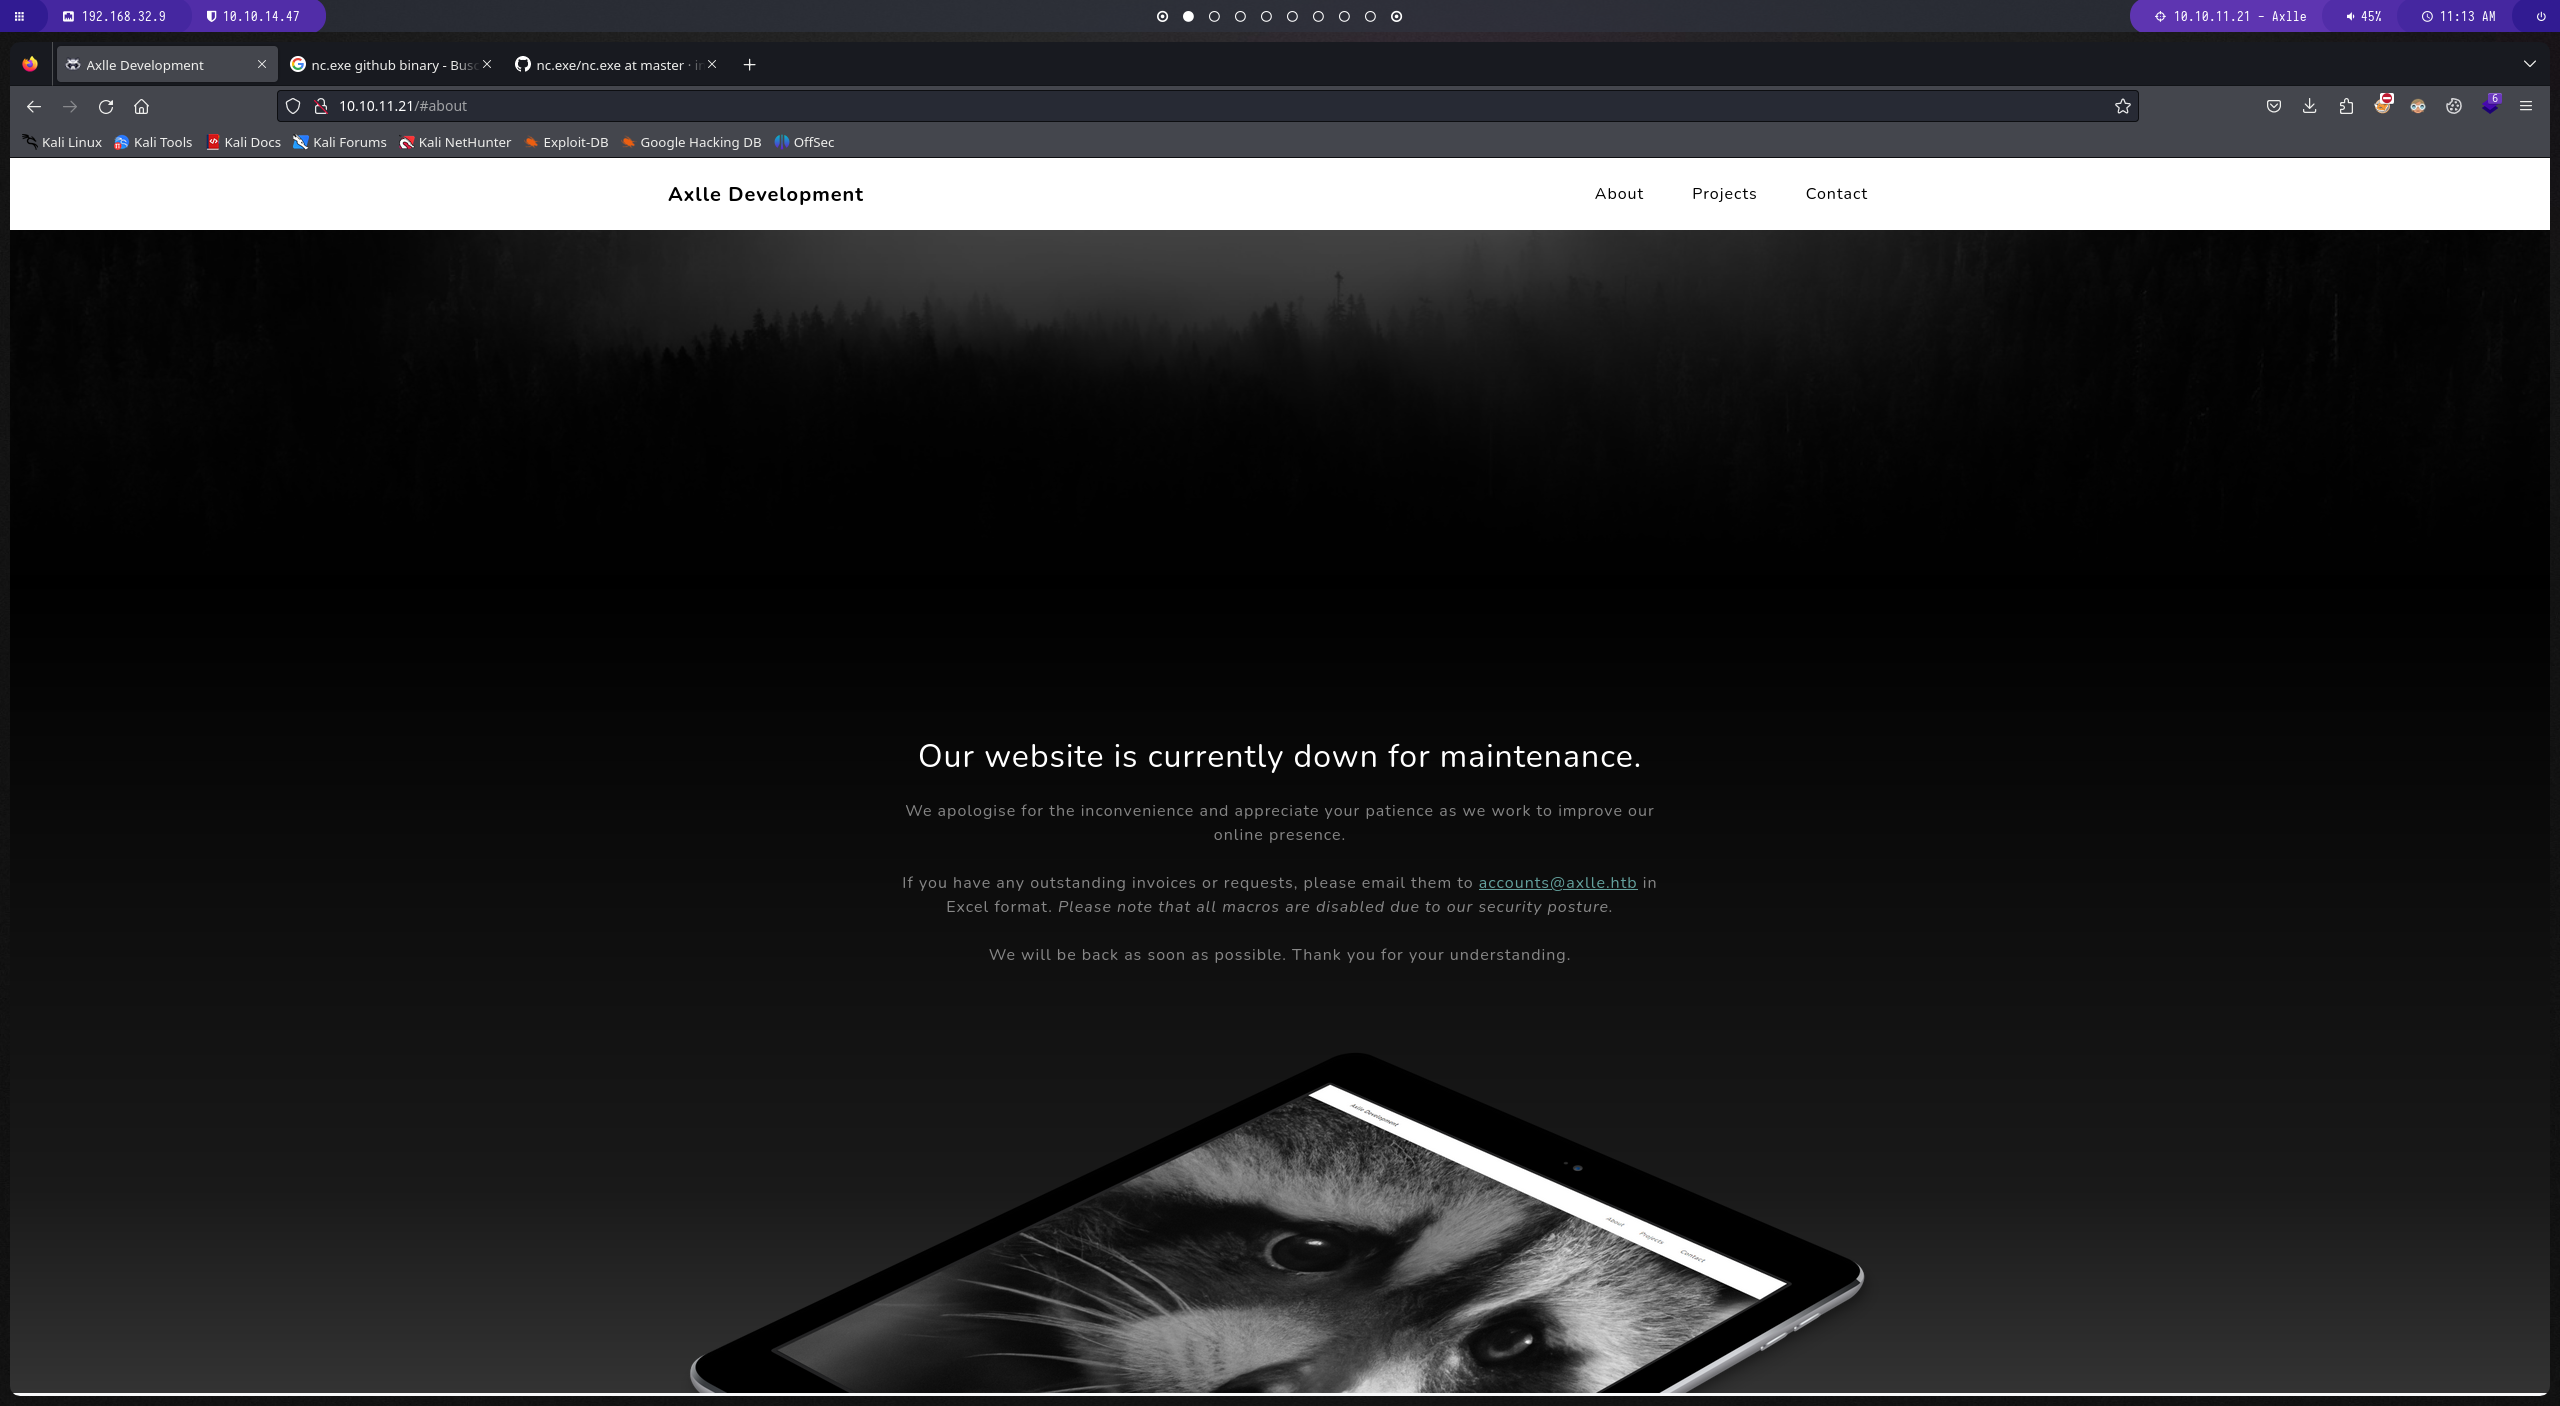 192.168.32.9 10.10.14.47 10.10.11.21 - Axlle 45% 11:13 AM
Axlle Development nc.exe github binary - Busc nc.exe/nc.exe at master · in
10.10.11.21/#about 6
Kali Linux Kali Tools Kali Docs Kali Forums Kali NetHunter Exploit-DB Google Hacking DB OffSec
Axlle Development About Projects Contact
Our website is currently down for maintenance.
We apologise for the inconvenience and appreciate your patience as we work to improve our
online presence.
If you have any outstanding invoices or requests, please email them to accounts@axlle.htb in
Excel format. Please note that all macros are disabled due to our security posture.
We will be back as soon as possible. Thank you for your understanding.
Axlle Development
About Projects Contact